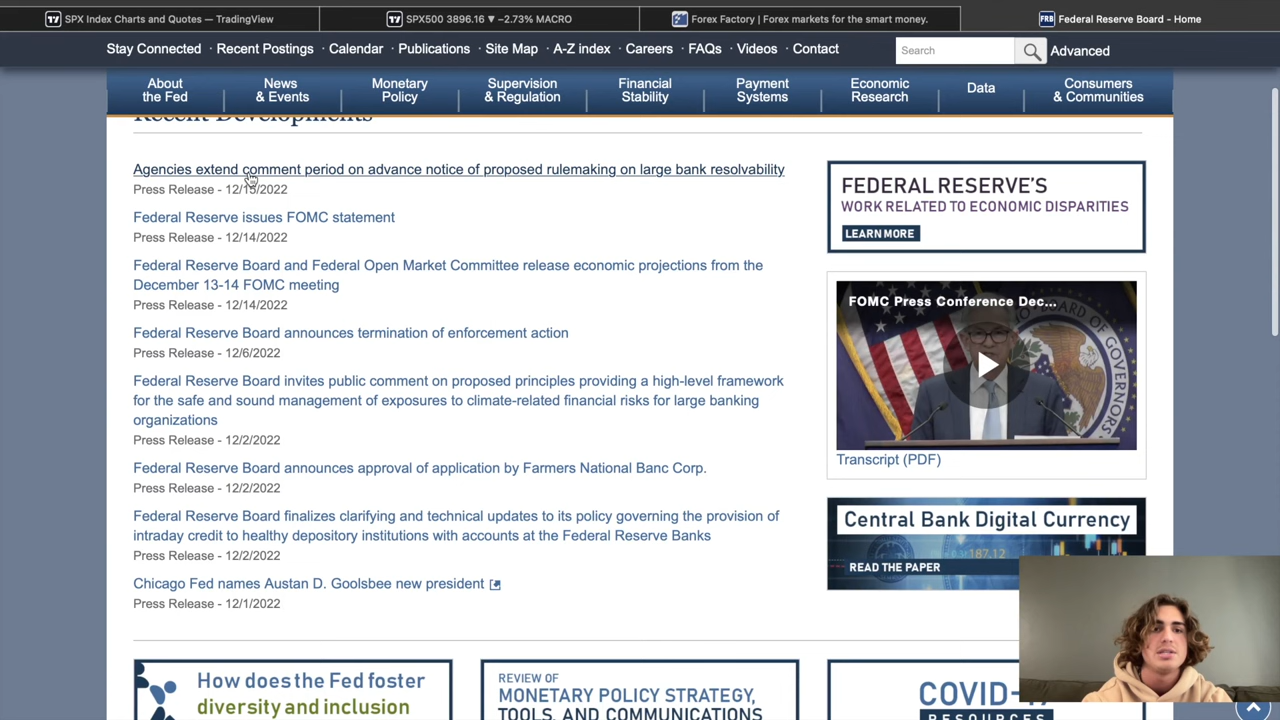 SPX Index Charts and Quotes — TradingView
SPX500 3896.16 ▼ −2.73% MACRO
Forex Factory | Forex markets for the smart money.
Federal Reserve Board - Home
Stay Connected · Recent Postings · Calendar · Publications · Site Map · A-Z index · Careers · FAQs · Videos · Contact
Search
Advanced
About
the Fed
News
& Events
Monetary
Policy
Supervision
& Regulation
Financial
Stability
Payment
Systems
Economic
Research
Data
Consumers
& Communities
Recent Developments
Agencies extend comment period on advance notice of proposed rulemaking on large bank resolvability
Press Release -
Federal Reserve issues FOMC statement
Press Release - 12/14/2022
Federal Reserve Board and Federal Open Market Committee release economic projections from the
December 13-14 FOMC meeting
Press Release - 12/14/2022
Federal Reserve Board announces termination of enforcement action
Press Release - 12/6/2022
Federal Reserve Board invites public comment on proposed principles providing a high-level framework
for the safe and sound management of exposures to climate-related financial risks for large banking
organizations
Press Release - 12/2/2022
Federal Reserve Board announces approval of application by Farmers National Banc Corp.
Press Release - 12/2/2022
Federal Reserve Board finalizes clarifying and technical updates to its policy governing the provision of
intraday credit to healthy depository institutions with accounts at the Federal Reserve Banks
Press Release - 12/2/2022
Chicago Fed names Austan D. Goolsbee new president
Press Release - 12/1/2022
FEDERAL RESERVE'S
WORK RELATED TO ECONOMIC DISPARITIES
LEARN MORE
FOMC Press Conference Dec...
Transcript (PDF)
Central Bank Digital Currency
187.12
READ THE PAPER
How does the Fed foster
diversity and inclusion
REVIEW OF
MONETARY POLICY STRATEGY,
TOOLS, AND COMMUNICATIONS
COVID-
RESOURCES